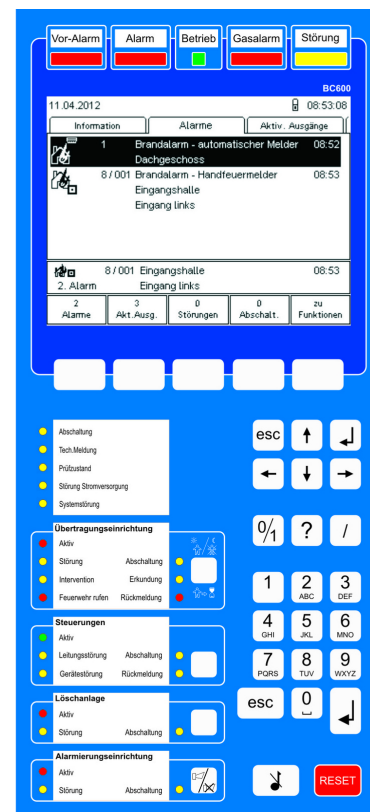 Vor-Alarm Alarm Betrieb Gasalarm Störung
BC600
11.04.2012 08:53:08
Information Alarme Aktiv. Ausgänge
1 Brandalarm - automatischer Melder 08:52
Dachgeschoss
8/001 Brandalarm - Handfeuermelder 08:53
Eingangshalle
Eingang links
8/001 Eingangshalle 08:53
2. Alarm Eingang links
2 3 0 0 zu
Alarme Akt.Ausg. Störungen Abschalt. Funktionen
Abschaltung
Tech.Meldung
Prüfzustand
Störung Stromversorgung
Systemstörung
esc
Übertragungseinrichtung
Aktiv
Störung Abschaltung
Intervention Erkundung
Feuerwehr rufen Rückmeldung
Steuerungen
Aktiv
Leitungsstörung Abschaltung
Gerätestörung Rückmeldung
Löschanlage
Aktiv
Störung Abschaltung
Alarmierungseinrichtung
Aktiv
Störung Abschaltung
0/1 ? /
1 2 3
ABC DEF
4 5 6
GHI JKL MNO
7 8 9
PQRS TUV WXYZ
esc 0
RESET